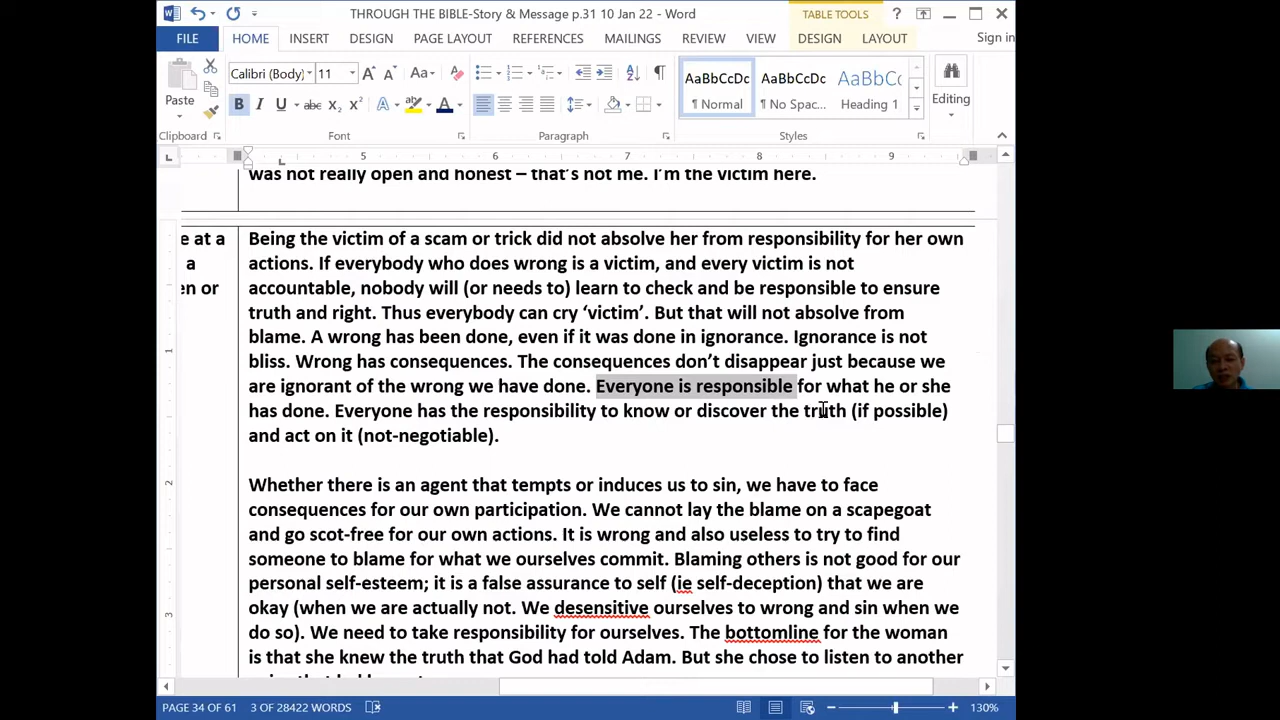 THROUGH THE BIBLE-Story & Message p.31 10 Jan 22 - Word
TABLE TOOLS
FILE HOME INSERT DESIGN PAGE LAYOUT REFERENCES MAILINGS REVIEW VIEW DESIGN LAYOUT Sign in
Paste
Calibri (Body) 11
Editing
AaBbCcDc AaBbCcDc AaBbCc
¶ Normal ¶ No Spac... Heading 1
Clipboard Font Paragraph Styles
5 6 7 8 9
was not really open and honest – that's not me. I'm the victim here.
e at a
a
en or
Being the victim of a scam or trick did not absolve her from responsibility for her own
actions. If everybody who does wrong is a victim, and every victim is not
accountable, nobody will (or needs to) learn to check and be responsible to ensure
truth and right. Thus everybody can cry 'victim'. But that will not absolve from
blame. A wrong has been done, even if it was done in ignorance. Ignorance is not
bliss. Wrong has consequences. The consequences don't disappear just because we
are ignorant of the wrong we have done. Everyone is responsible for what he or she
has done. Everyone has the responsibility to know or discover the truth (if possible)
and act on it (not-negotiable).
Whether there is an agent that tempts or induces us to sin, we have to face
consequences for our own participation. We cannot lay the blame on a scapegoat
and go scot-free for our own actions. It is wrong and also useless to try to find
someone to blame for what we ourselves commit. Blaming others is not good for our
personal self-esteem; it is a false assurance to self (ie self-deception) that we are
okay (when we are actually not. We desensitive ourselves to wrong and sin when we
do so). We need to take responsibility for ourselves. The bottomline for the woman
is that she knew the truth that God had told Adam. But she chose to listen to another
PAGE 34 OF 61 3 OF 28422 WORDS 130%